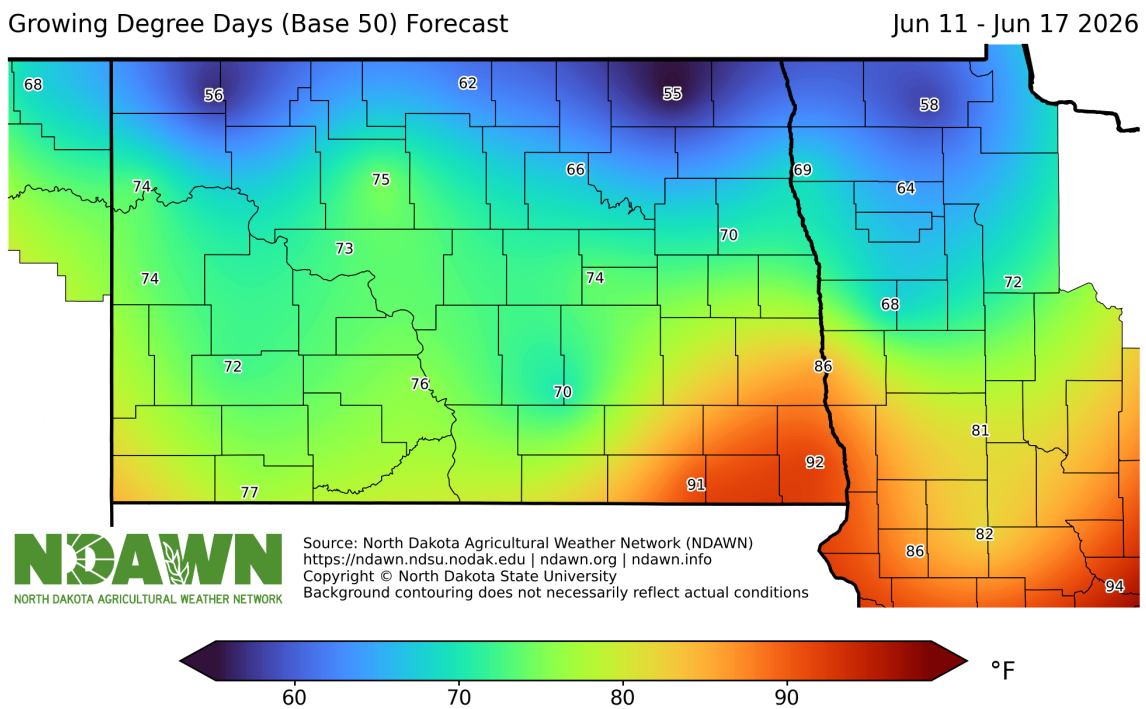 Growing Degree Days (Base 50) Forecast
Jun 11 - Jun 17 2026
68
56
62
55
58
74
75
66
69
64
73
70
74
74
72
68
72
76
70
86
81
77
91
92
86
82
94
NDAWN
NORTH DAKOTA AGRICULTURAL WEATHER NETWORK
Source: North Dakota Agricultural Weather Network (NDAWN)
https://ndawn.ndsu.nodak.edu | ndawn.org | ndawn.info
Copyright © North Dakota State University
Background contouring does not necessarily reflect actual conditions
60 70 80 90
°F